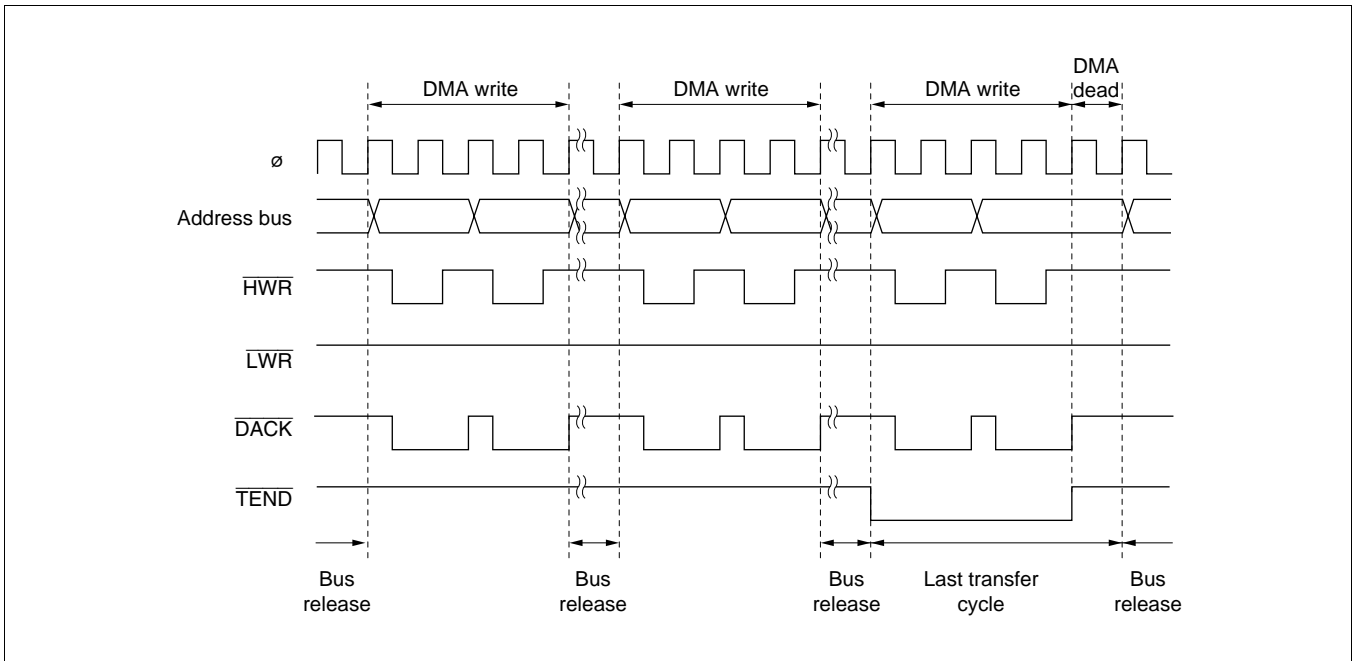 DMA
dead
DMA write DMA write DMA write
ø
Address bus
HWR
LWR
DACK
TEND
Bus release
Bus release
Bus release
Last transfer cycle
Bus release